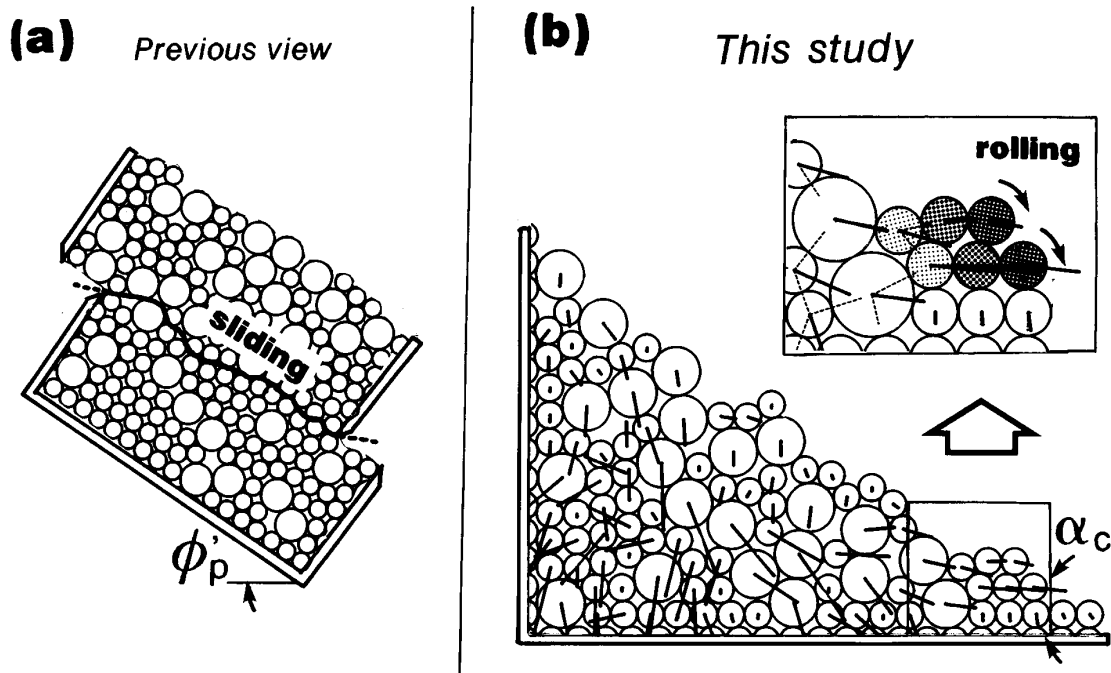 (a) Previous view
sliding
ϕ'p
(b) This study
rolling
αc